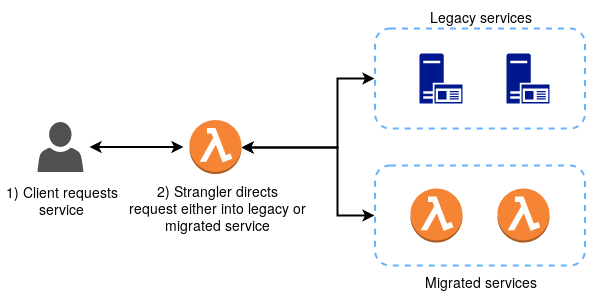 Legacy services
1) Client requests
service
2) Strangler directs
request either into legacy or
migrated service
Migrated services